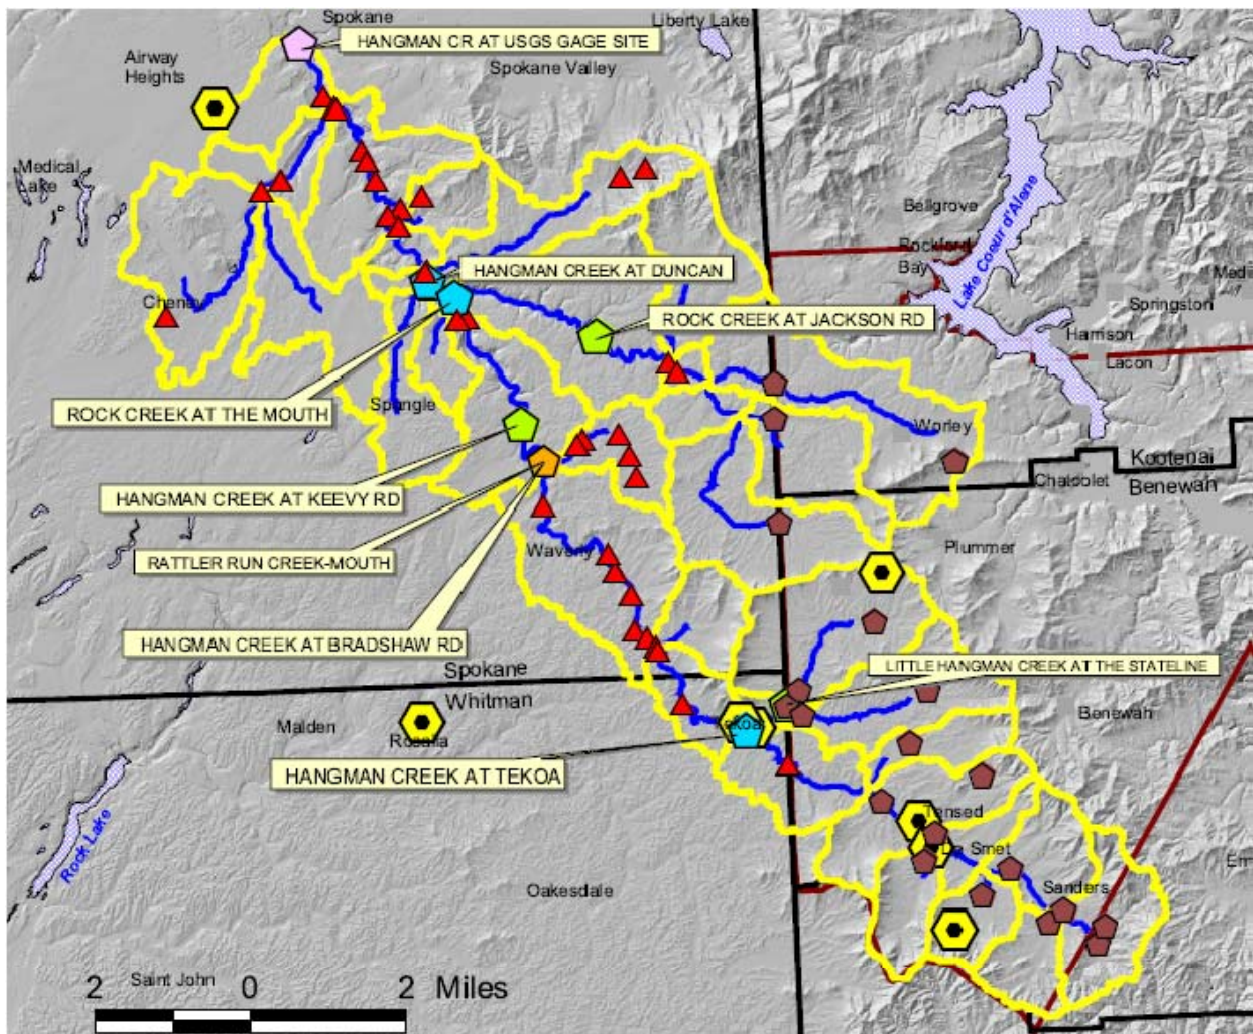 Spokane
Liberty Lake
HANGMAN CR AT USGS GAGE SITE
Airway
Heights
Spokane Valley
Medical
Lake
Bellgrove
Lake Coeur d'Alene
Rockford
Bay
HANGMAN CREEK AT DUNCAN
Cheney
Springston
ROCK CREEK AT JACKSON RD
Harrison
Lacon
ROCK CREEK AT THE MOUTH
Spangle
Worley
Kootenai
Chatcolet
Benewah
HANGMAN CREEK AT KEEVY RD
Waverly
Plummer
RATTLER RUN CREEK-MOUTH
HANGMAN CREEK AT BRADSHAW RD
Spokane
LITTLE HANGMAN CREEK AT THE STATELINE
Whitman
Malden
Rosalia
Benewah
HANGMAN CREEK AT TEKOA
Tensed
De Smet
Rock Lake
Oakesdale
Sanders
Saint John
2 0 2 Miles